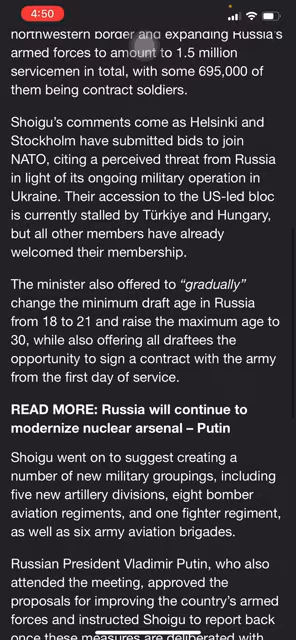 4:50
northwestern border and expanding Russia's
armed forces to amount to 1.5 million
servicemen in total, with some 695,000 of
them being contract soldiers.
Shoigu's comments come as Helsinki and
Stockholm have submitted bids to join
NATO, citing a perceived threat from Russia
in light of its ongoing military operation in
Ukraine. Their accession to the US-led bloc
is currently stalled by Türkiye and Hungary,
but all other members have already
welcomed their membership.
The minister also offered to “gradually”
change the minimum draft age in Russia
from 18 to 21 and raise the maximum age to
30, while also offering all draftees the
opportunity to sign a contract with the army
from the first day of service.
READ MORE: Russia will continue to
modernize nuclear arsenal – Putin
Shoigu went on to suggest creating a
number of new military groupings, including
five new artillery divisions, eight bomber
aviation regiments, and one fighter regiment,
as well as six army aviation brigades.
Russian President Vladimir Putin, who also
attended the meeting, approved the
proposals for improving the country's armed
forces and instructed Shoigu to report back
once these measures are deliberated with